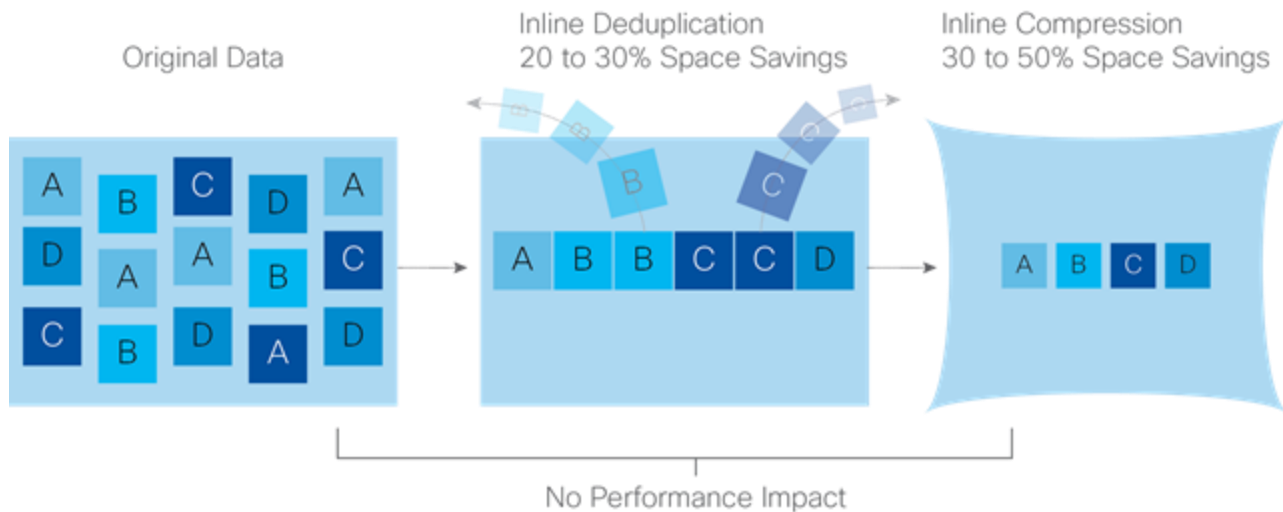 Original Data
Inline Deduplication
20 to 30% Space Savings
Inline Compression
30 to 50% Space Savings
A B C D A
D A A B C
C B D A D
B B B
C C C
A B B C C D
A B C D
No Performance Impact